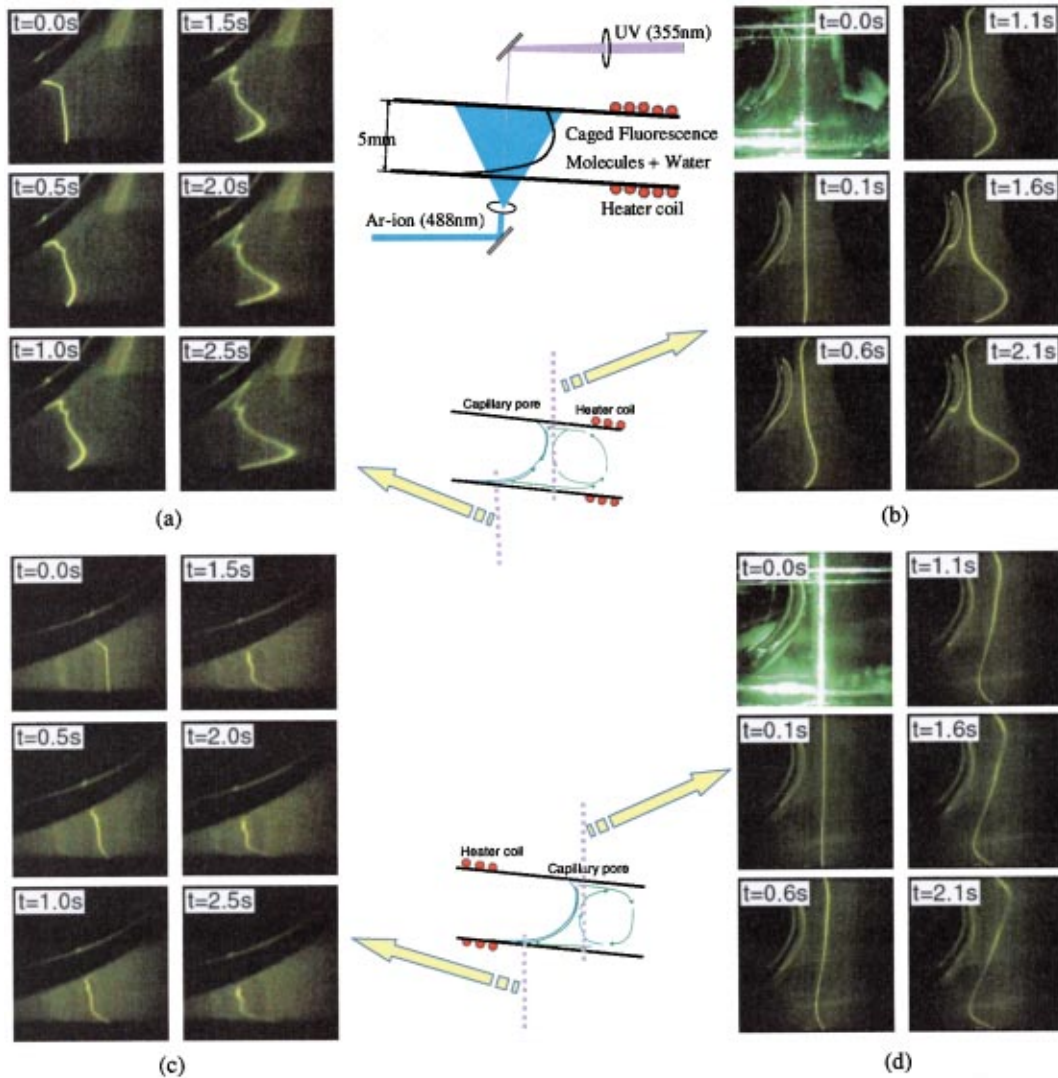 t=0.0s
t=1.5s
t=0.5s
t=2.0s
t=1.0s
t=2.5s
(a)
UV (355nm)
5mm
Caged Fluorescence
Molecules + Water
Heater coil
Ar-ion (488nm)
Capillary pore
Heater coil
t=0.0s
t=1.1s
t=0.1s
t=1.6s
t=0.6s
t=2.1s
(b)
t=0.0s
t=1.5s
t=0.5s
t=2.0s
t=1.0s
t=2.5s
(c)
Heater coil
Capillary pore
t=0.0s
t=1.1s
t=0.1s
t=1.6s
t=0.6s
t=2.1s
(d)